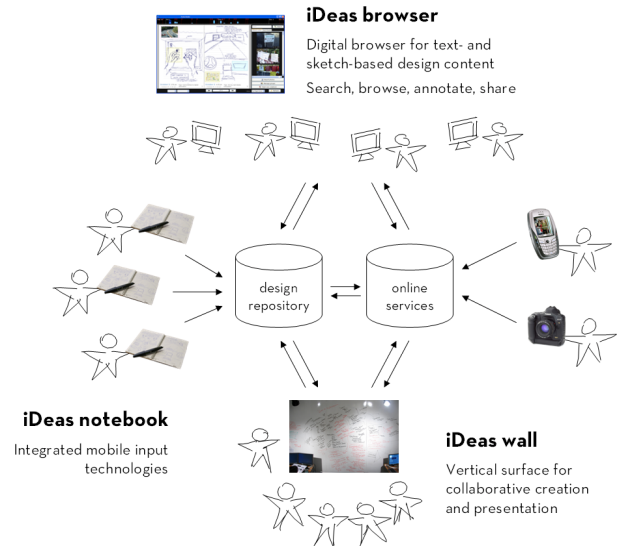 iDeas browser
Digital browser for text- and
sketch-based design content
Search, browse, annotate, share
design
repository
online
services
iDeas notebook
Integrated mobile input
technologies
iDeas wall
Vertical surface for
collaborative creation
and presentation